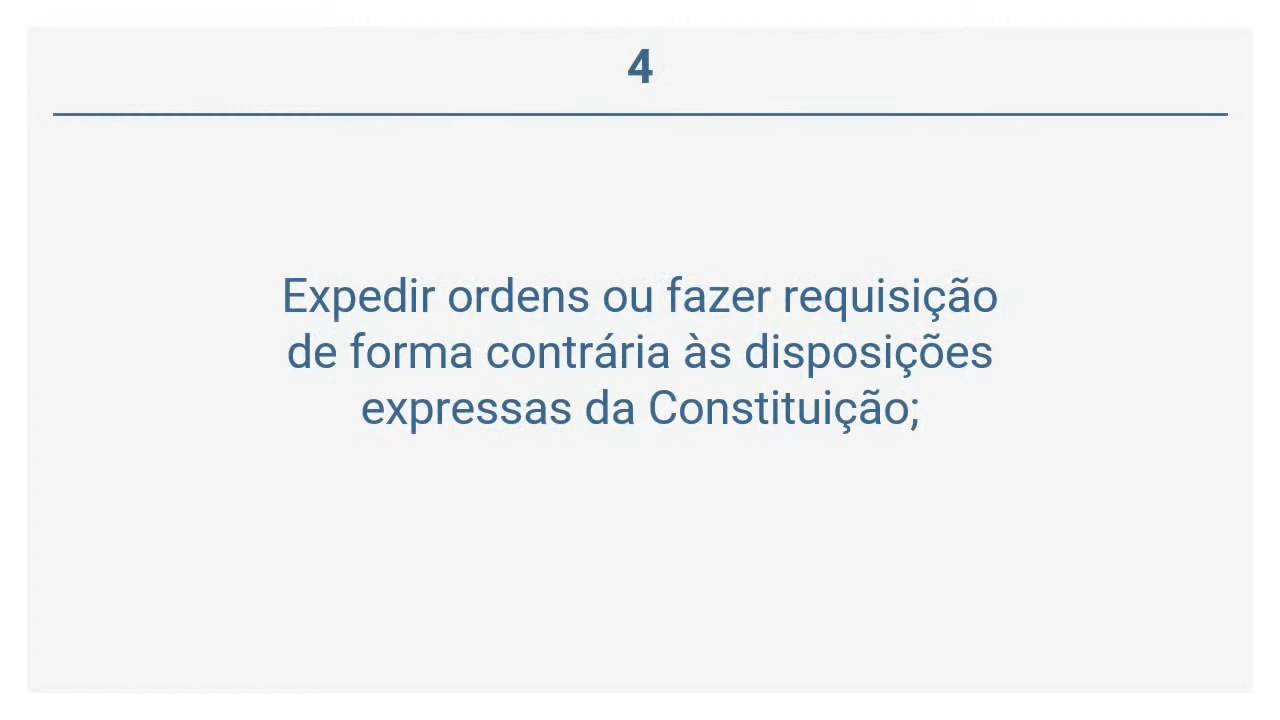 4
Expedir ordens ou fazer requisição
de forma contrária às disposições
expressas da Constituição;